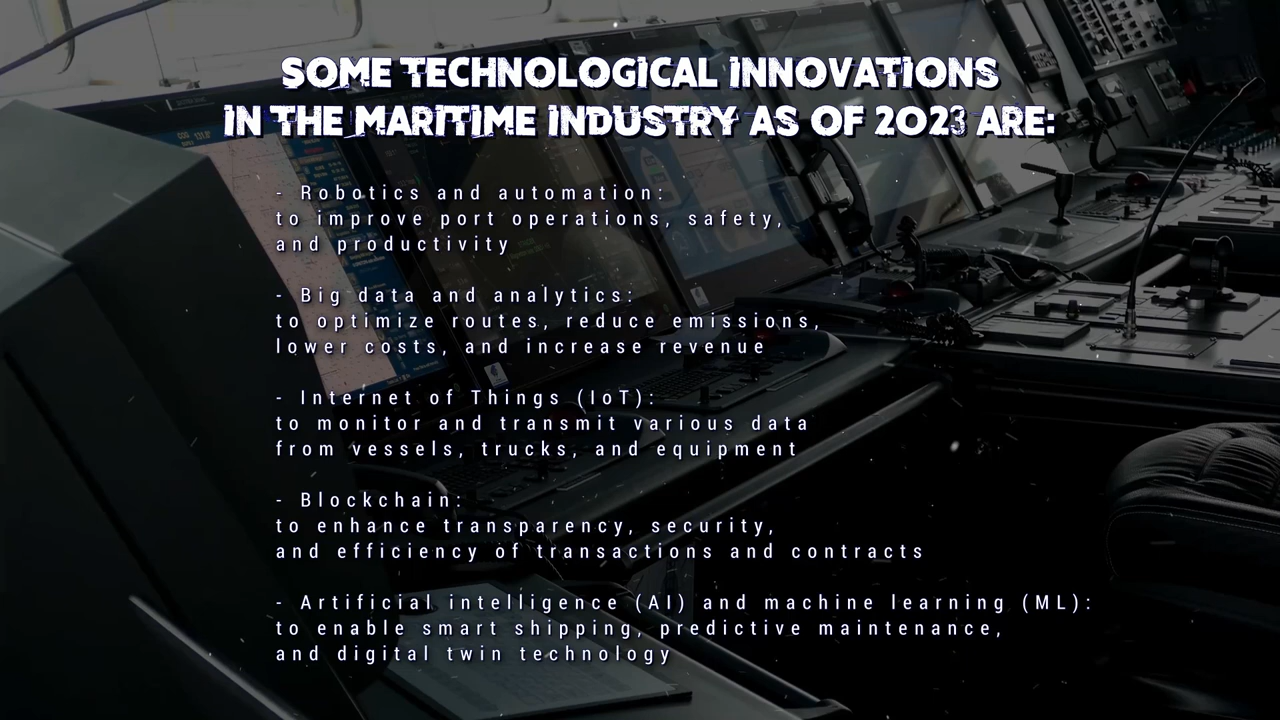 SOME TECHNOLOGICAL INNOVATIONS
IN THE MARITIME INDUSTRY AS OF 2023 ARE:
- Robotics and automation:
to improve port operations, safety,
and productivity
- Big data and analytics:
to optimize routes, reduce emissions,
lower costs, and increase revenue
- Internet of Things (IoT):
to monitor and transmit various data
from vessels, trucks, and equipment
- Blockchain:
to enhance transparency, security,
and efficiency of transactions and contracts
- Artificial intelligence (AI) and machine learning (ML):
to enable smart shipping, predictive maintenance,
and digital twin technology